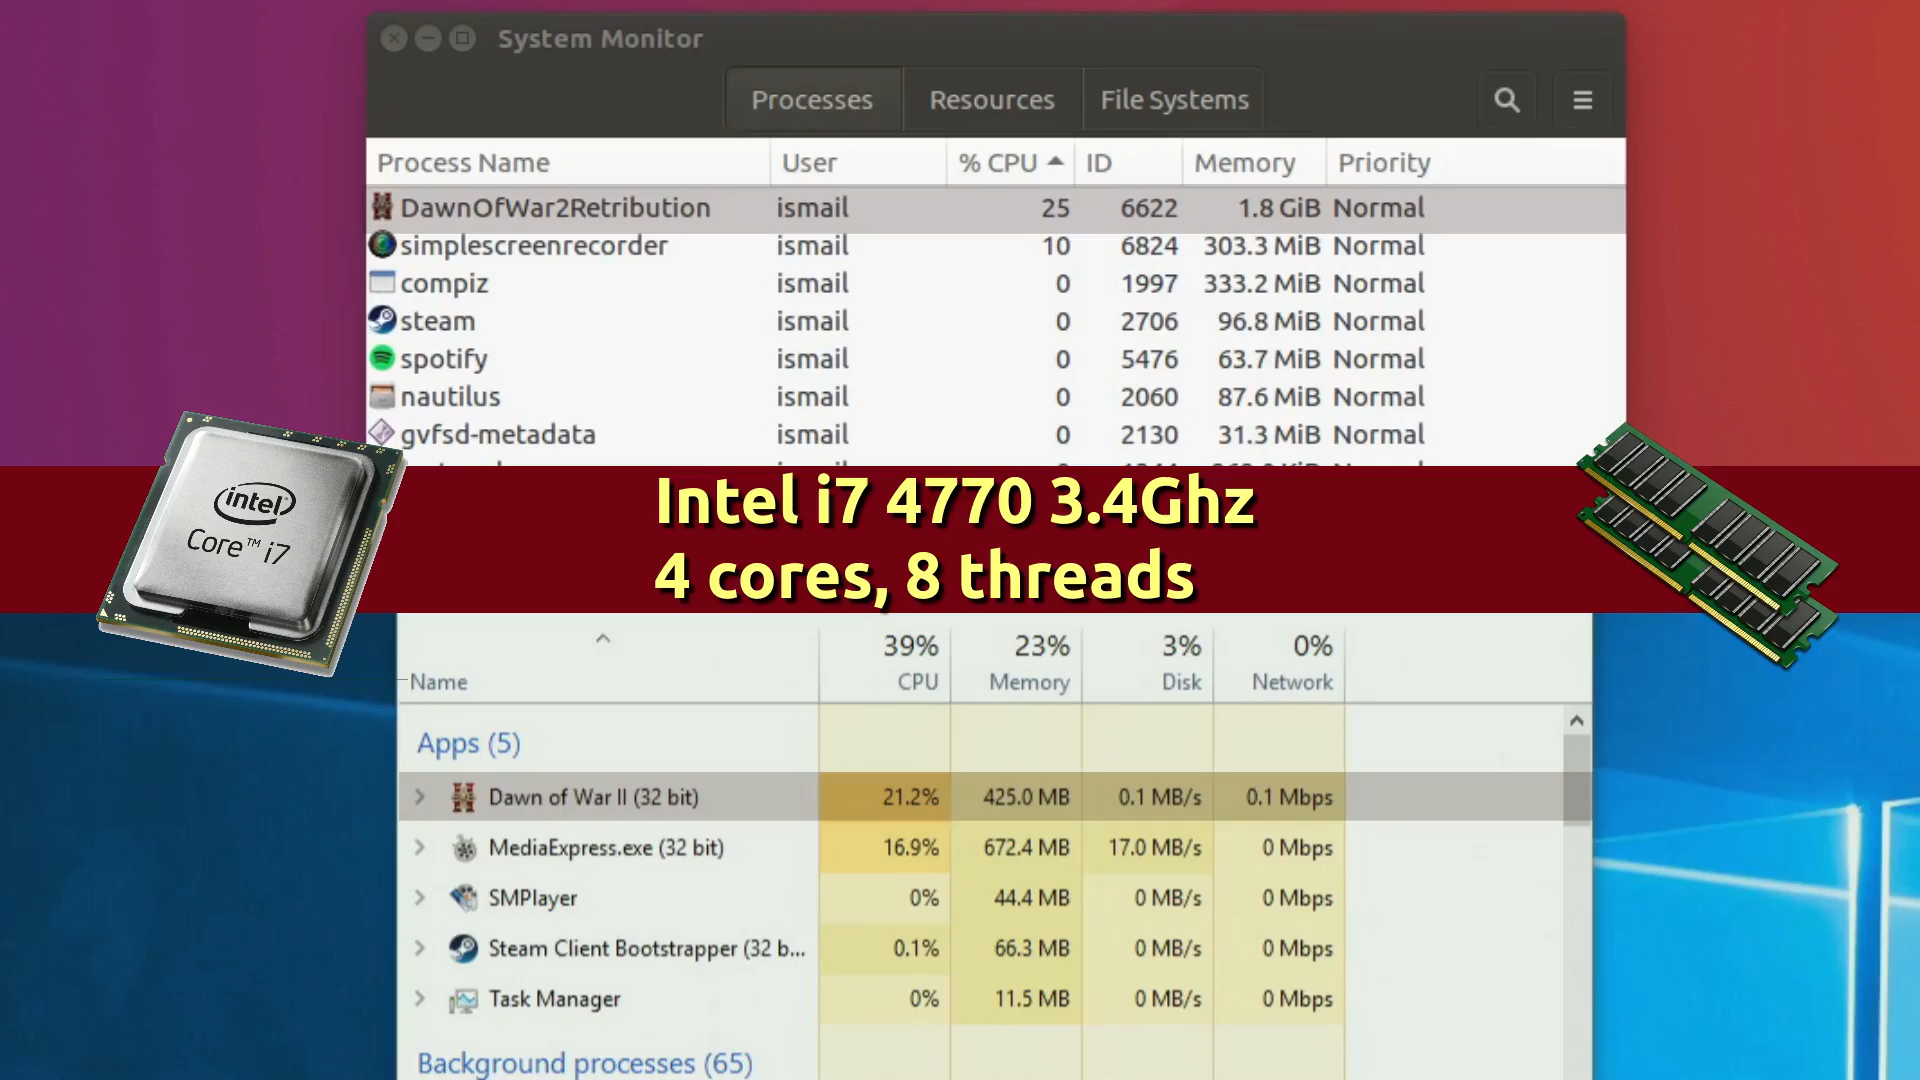 System Monitor
Processes Resources File Systems
Process Name User % CPU ID Memory Priority
DawnOfWar2Retribution ismail 25 6622 1.8 GiB Normal
simplescreenrecorder ismail 10 6824 303.3 MiB Normal
compiz ismail 0 1997 333.2 MiB Normal
steam ismail 0 2706 96.8 MiB Normal
spotify ismail 0 5476 63.7 MiB Normal
nautilus ismail 0 2060 87.6 MiB Normal
gvfsd-metadata ismail 0 2130 31.3 MiB Normal
intel
Core™ i7
Intel i7 4770 3.4Ghz
4 cores, 8 threads
39% 23% 3% 0%
Name CPU Memory Disk Network
Apps (5)
Dawn of War II (32 bit) 21.2% 425.0 MB 0.1 MB/s 0.1 Mbps
MediaExpress.exe (32 bit) 16.9% 672.4 MB 17.0 MB/s 0 Mbps
SMPlayer 0% 44.4 MB 0 MB/s 0 Mbps
Steam Client Bootstrapper (32 b... 0.1% 66.3 MB 0 MB/s 0 Mbps
Task Manager 0% 11.5 MB 0 MB/s 0 Mbps
Background processes (65)